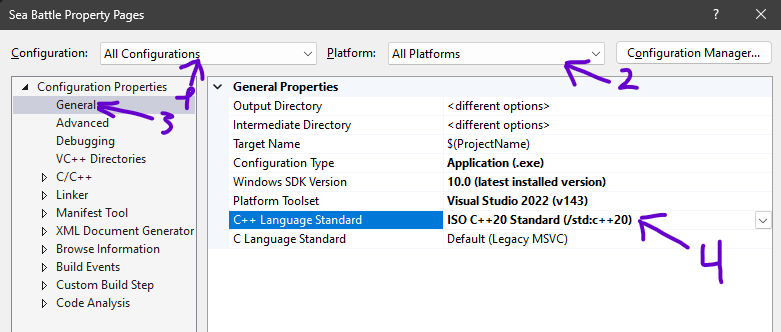 Sea Battle Property Pages ? ×
Configuration: All Configurations Platform: All Platforms Configuration Manager...
1 2
Configuration Properties
General
3
Advanced
Debugging
VC++ Directories
C/C++
Linker
Manifest Tool
XML Document Generator
Browse Information
Build Events
Custom Build Step
Code Analysis
General Properties
Output Directory <different options>
Intermediate Directory <different options>
Target Name $(ProjectName)
Configuration Type Application (.exe)
Windows SDK Version 10.0 (latest installed version)
Platform Toolset Visual Studio 2022 (v143)
C++ Language Standard ISO C++20 Standard (/std:c++20)
C Language Standard Default (Legacy MSVC)
4